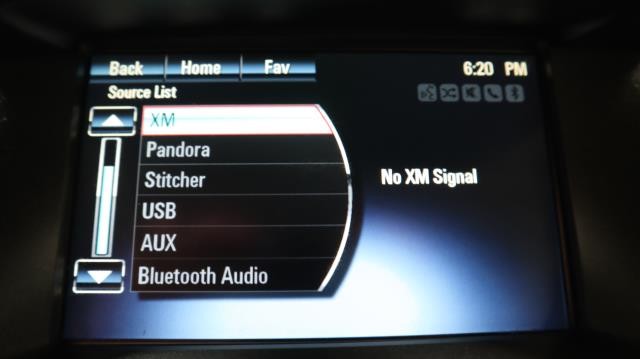 Back Home Fav 6:20 PM
Source List
XM
Pandora
Stitcher
No XM Signal
USB
AUX
Bluetooth Audio